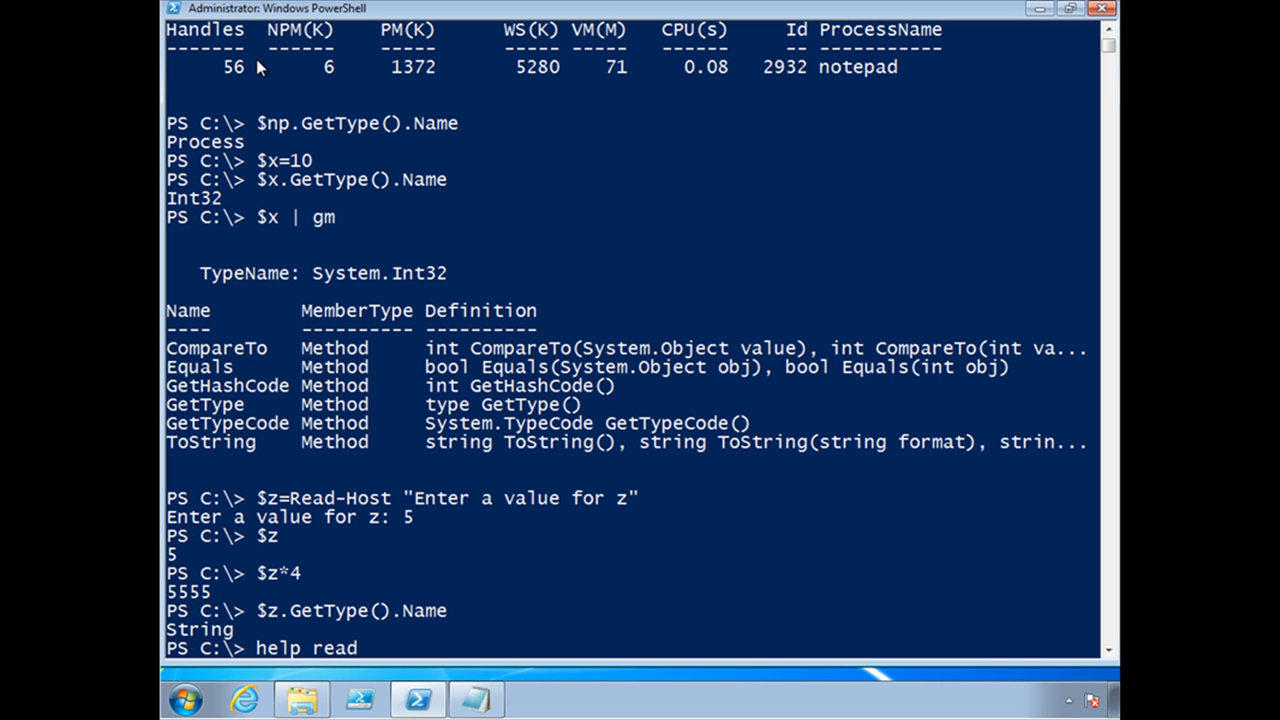 Administrator: Windows PowerShell
Handles NPM(K) PM(K) WS(K) VM(M) CPU(s) Id ProcessName
------- ------ ----- ----- ----- ------ -- -----------
56 6 1372 5280 71 0.08 2932 notepad
PS C:\> $np.GetType().Name
Process
PS C:\> $x=10
PS C:\> $x.GetType().Name
Int32
PS C:\> $x | gm
TypeName: System.Int32
Name MemberType Definition
---- ---------- ----------
CompareTo Method int CompareTo(System.Object value), int CompareTo(int va...
Equals Method bool Equals(System.Object obj), bool Equals(int obj)
GetHashCode Method int GetHashCode()
GetType Method type GetType()
GetTypeCode Method System.TypeCode GetTypeCode()
ToString Method string ToString(), string ToString(string format), strin...
PS C:\> $z=Read-Host "Enter a value for z"
Enter a value for z: 5
PS C:\> $z
5
PS C:\> $z*4
5555
PS C:\> $z.GetType().Name
String
PS C:\> help read